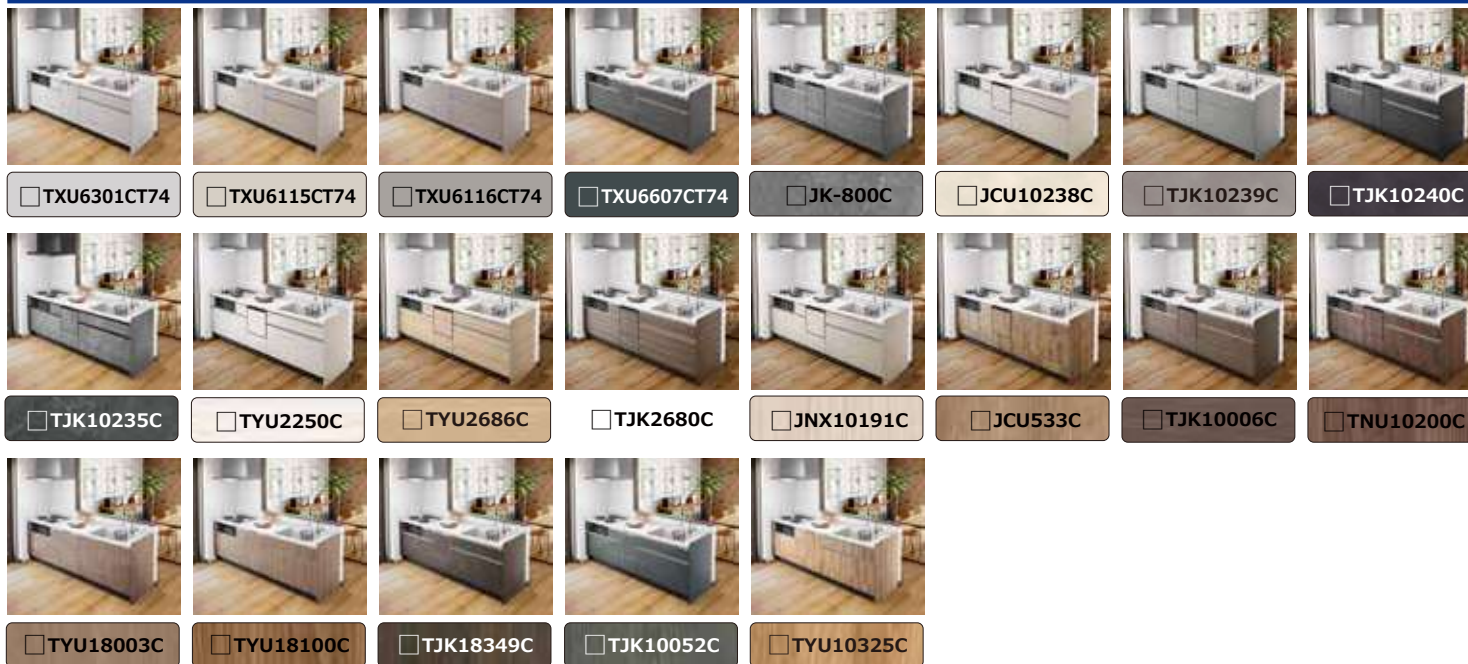 □TXU6301CT74
□TXU6115CT74
□TXU6116CT74
□TXU6607CT74
□JK-800C
□JCU10238C
□TJK10239C
□TJK10240C
□TJK10235C
□TYU2250C
□TYU2686C
□TJK2680C
□JNX10191C
□JCU533C
□TJK10006C
□TNU10200C
□TYU18003C
□TYU18100C
□TJK18349C
□TJK10052C
□TYU10325C